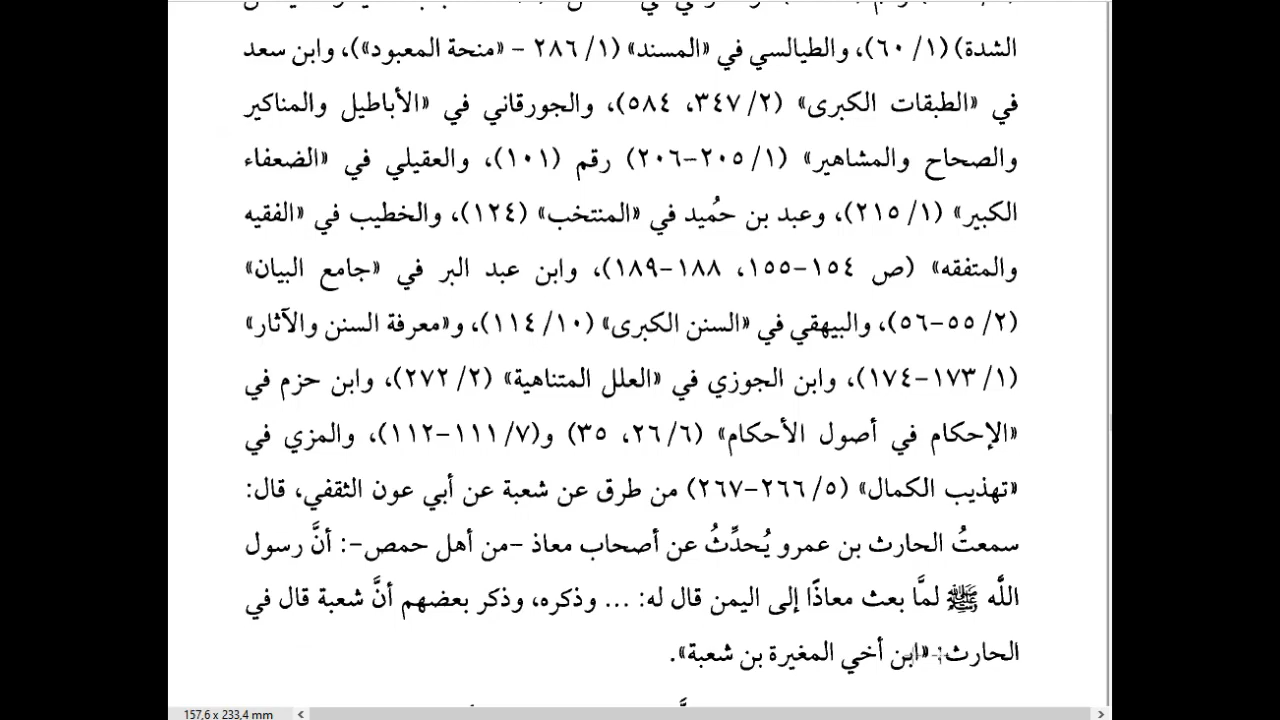 الشدة) (١/ ٦٠)، والطيالسي في «المسند» (١/ ٢٨٦ – «منحة المعبود»)، وابن سعد
في «الطبقات الكبرى» (٢/ ٣٤٧، ٥٨٤)، والجورقاني في «الأباطيل والمناكير
والصحاح والمشاهير» (١/ ٢٠٥-٢٠٦) رقم (١٠١)، والعقيلي في «الضعفاء
الكبير» (١/ ٢١٥)، وعبد بن حُميد في «المنتخب» (١٢٤)، والخطيب في «الفقيه
والمتفقه» (ص ١٥٤-١٥٥، ١٨٨-١٨٩)، وابن عبد البر في «جامع البيان»
(٢/ ٥٥-٥٦)، والبيهقي في «السنن الكبرى» (١٠/ ١١٤)، و«معرفة السنن والآثار»
(١/ ١٧٣-١٧٤)، وابن الجوزي في «العلل المتناهية» (٢/ ٢٧٢)، وابن حزم في
«الإحكام في أصول الأحكام» (٦/ ٢٦، ٣٥) و(٧/ ١١١-١١٢)، والمزي في
«تهذيب الكمال» (٥/ ٢٦٦-٢٦٧) من طرق عن شعبة عن أبي عون الثقفي، قال:
سمعتُ الحارث بن عمرو يُحدِّثُ عن أصحاب معاذ -من أهل حمص-: أنَّ رسول
اللَّه ﷺ لمَّا بعث معاذًا إلى اليمن قال له: ... وذكره، وذكر بعضهم أنَّ شعبة قال في
الحارث: «ابن أخي المغيرة بن شعبة».
157,6 x 233,4 mm